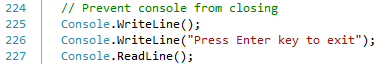 224 // Prevent console from closing
225 Console.WriteLine();
226 Console.WriteLine("Press Enter key to exit");
227 Console.ReadLine();